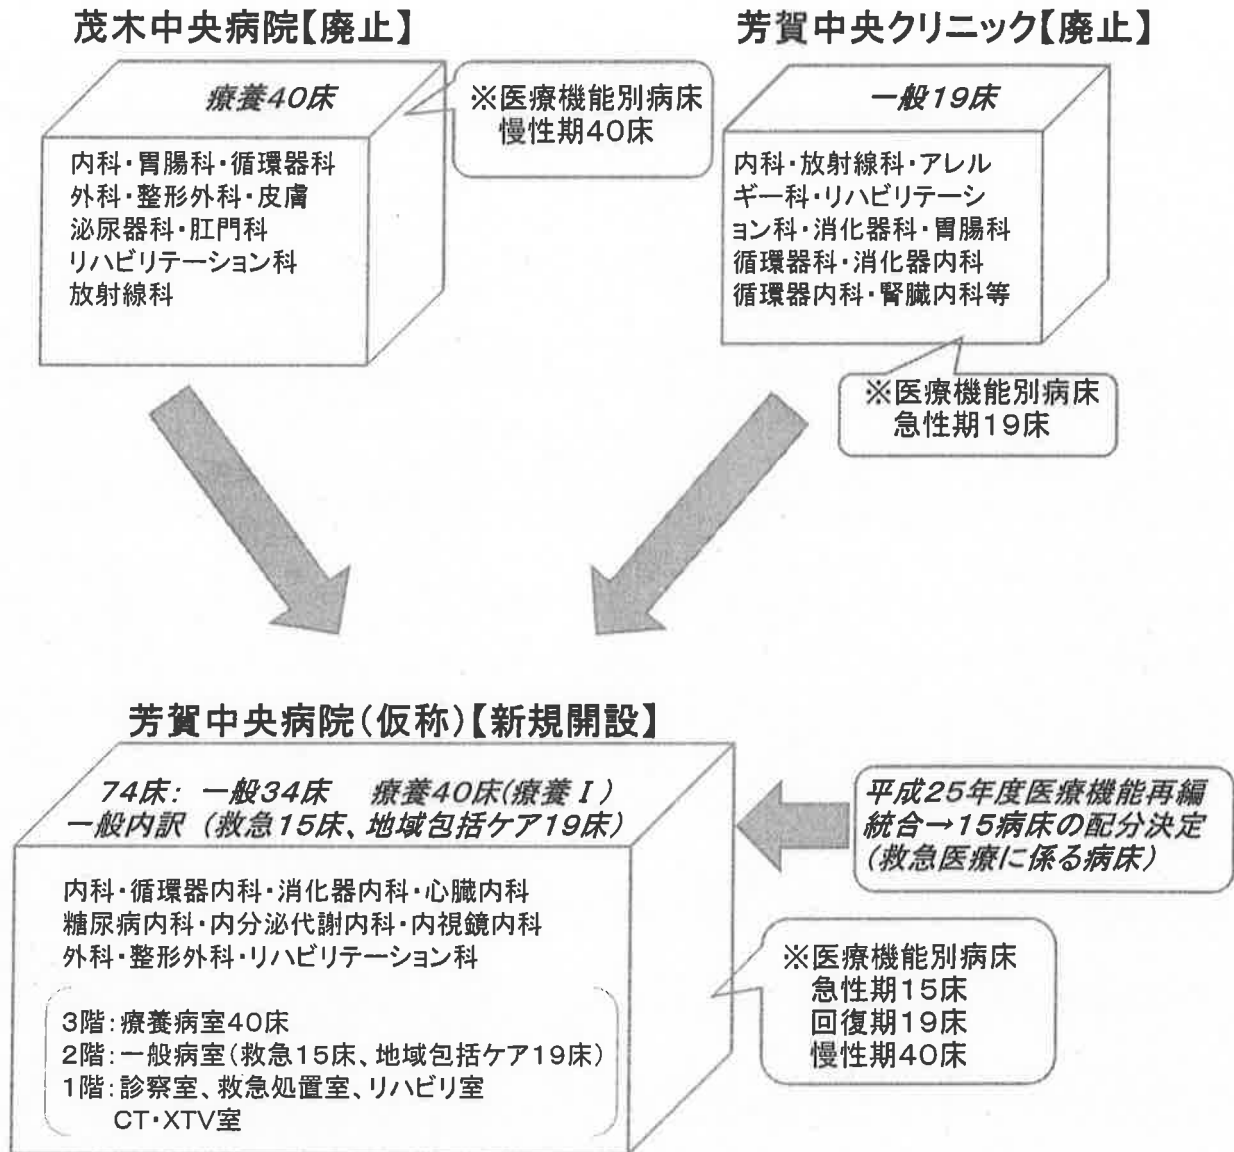 茂木中央病院【廃止】
療養40床
※医療機能別病床
慢性期40床
内科・胃腸科・循環器科
外科・整形外科・皮膚
泌尿器科・肛門科
リハビリテーション科
放射線科
芳賀中央クリニック【廃止】
一般19床
内科・放射線科・アレル
ギー科・リハビリテーシ
ョン科・消化器科・胃腸科
循環器科・消化器内科
循環器内科・腎臓内科等
※医療機能別病床
急性期19床
芳賀中央病院(仮称)【新規開設】
74床: 一般34床 療養40床(療養Ⅰ)
一般内訳 (救急15床、地域包括ケア19床)
平成25年度医療機能再編
統合→15病床の配分決定
(救急医療に係る病床)
内科・循環器内科・消化器内科・心臓内科
糖尿病内科・内分泌代謝内科・内視鏡内科
外科・整形外科・リハビリテーション科
3階:療養病室40床
2階:一般病室(救急15床、地域包括ケア19床)
1階:診察室、救急処置室、リハビリ室
CT・XTV室
※医療機能別病床
急性期15床
回復期19床
慢性期40床